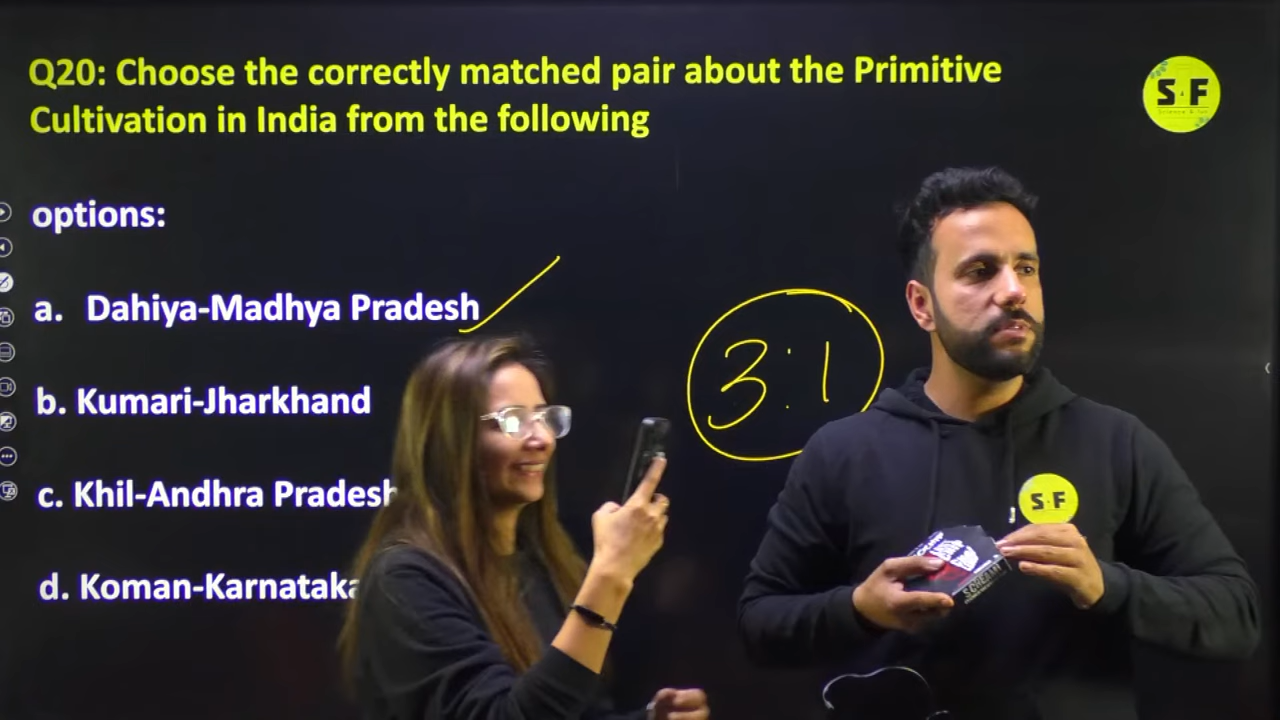 Q20: Choose the correctly matched pair about the Primitive
Cultivation in India from the following
S F
options:
a. Dahiya-Madhya Pradesh
3:1
b. Kumari-Jharkhand
c. Khil-Andhra Pradesh
S F
d. Koman-Karnataka
SCREAM